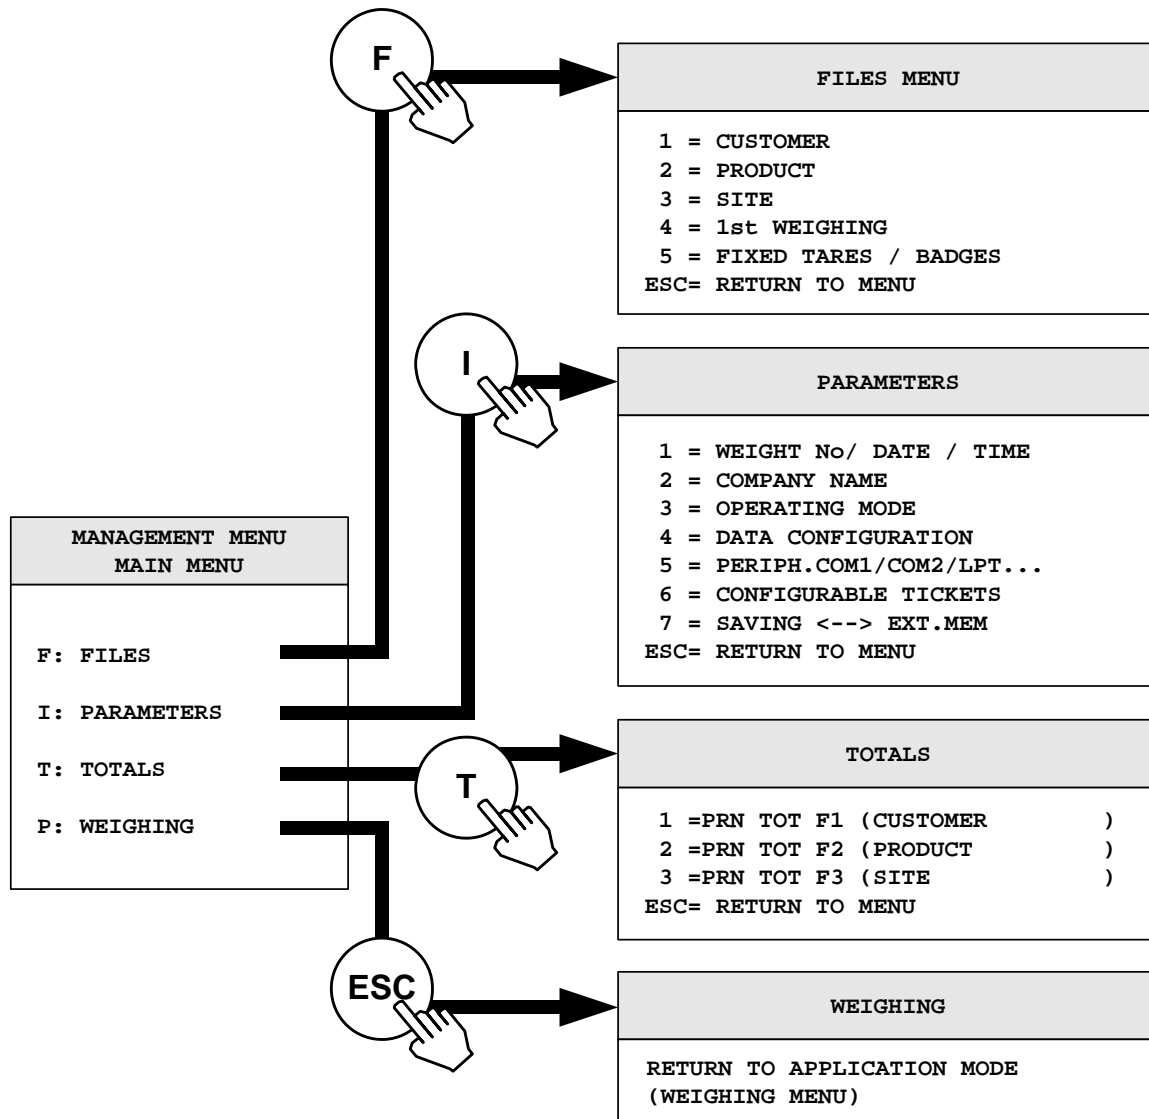 F
FILES MENU
1 = CUSTOMER
2 = PRODUCT
3 = SITE
4 = 1st WEIGHING
5 = FIXED TARES / BADGES
ESC= RETURN TO MENU
I
PARAMETERS
1 = WEIGHT No/ DATE / TIME
2 = COMPANY NAME
3 = OPERATING MODE
4 = DATA CONFIGURATION
5 = PERIPH.COM1/COM2/LPT...
6 = CONFIGURABLE TICKETS
7 = SAVING <--> EXT.MEM
ESC= RETURN TO MENU
MANAGEMENT MENU
MAIN MENU
F: FILES
I: PARAMETERS
T: TOTALS
P: WEIGHING
T
TOTALS
1 =PRN TOT F1 (CUSTOMER )
2 =PRN TOT F2 (PRODUCT )
3 =PRN TOT F3 (SITE )
ESC= RETURN TO MENU
ESC
WEIGHING
RETURN TO APPLICATION MODE
(WEIGHING MENU)